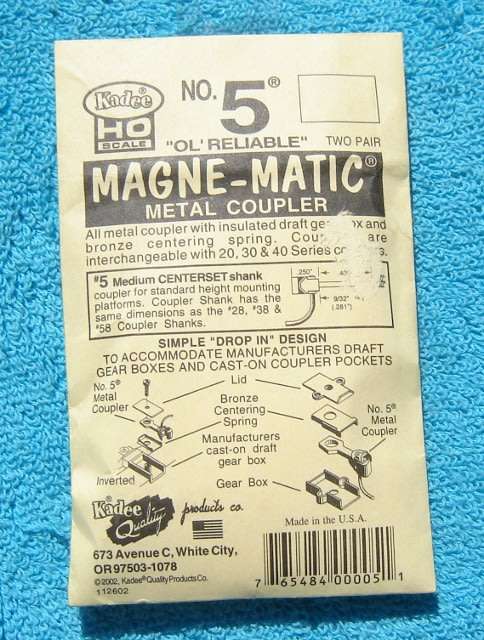 Kadee®
HO
SCALE
NO. 5®
"OL' RELIABLE"
TWO PAIR
MAGNE-MATIC®
METAL COUPLER
All metal coupler with insulated draft gear box and
bronze centering spring. are
interchangeable with 20, 30 & 40 Series
#5 Medium CENTERSET shank
coupler for standard height mounting
platforms. Coupler Shank has the
same dimensions as the #28, #38 &
#58 Coupler Shanks.
.250"
9/32"
(.281")
SIMPLE "DROP IN" DESIGN
TO ACCOMMODATE MANUFACTURERS DRAFT
GEAR BOXES AND CAST-ON COUPLER POCKETS
No. 5®
Metal
Coupler
Lid
Bronze
Centering
Spring
No. 5®
Metal
Coupler
Manufacturers
cast-on draft
gear box
Inverted
Gear Box
Kadee®
Quality
products co.
Made in the U.S.A.
673 Avenue C, White City,
OR97503-1078
©2002, Kadee® Quality Products Co.
112602
7 65484 00005 1